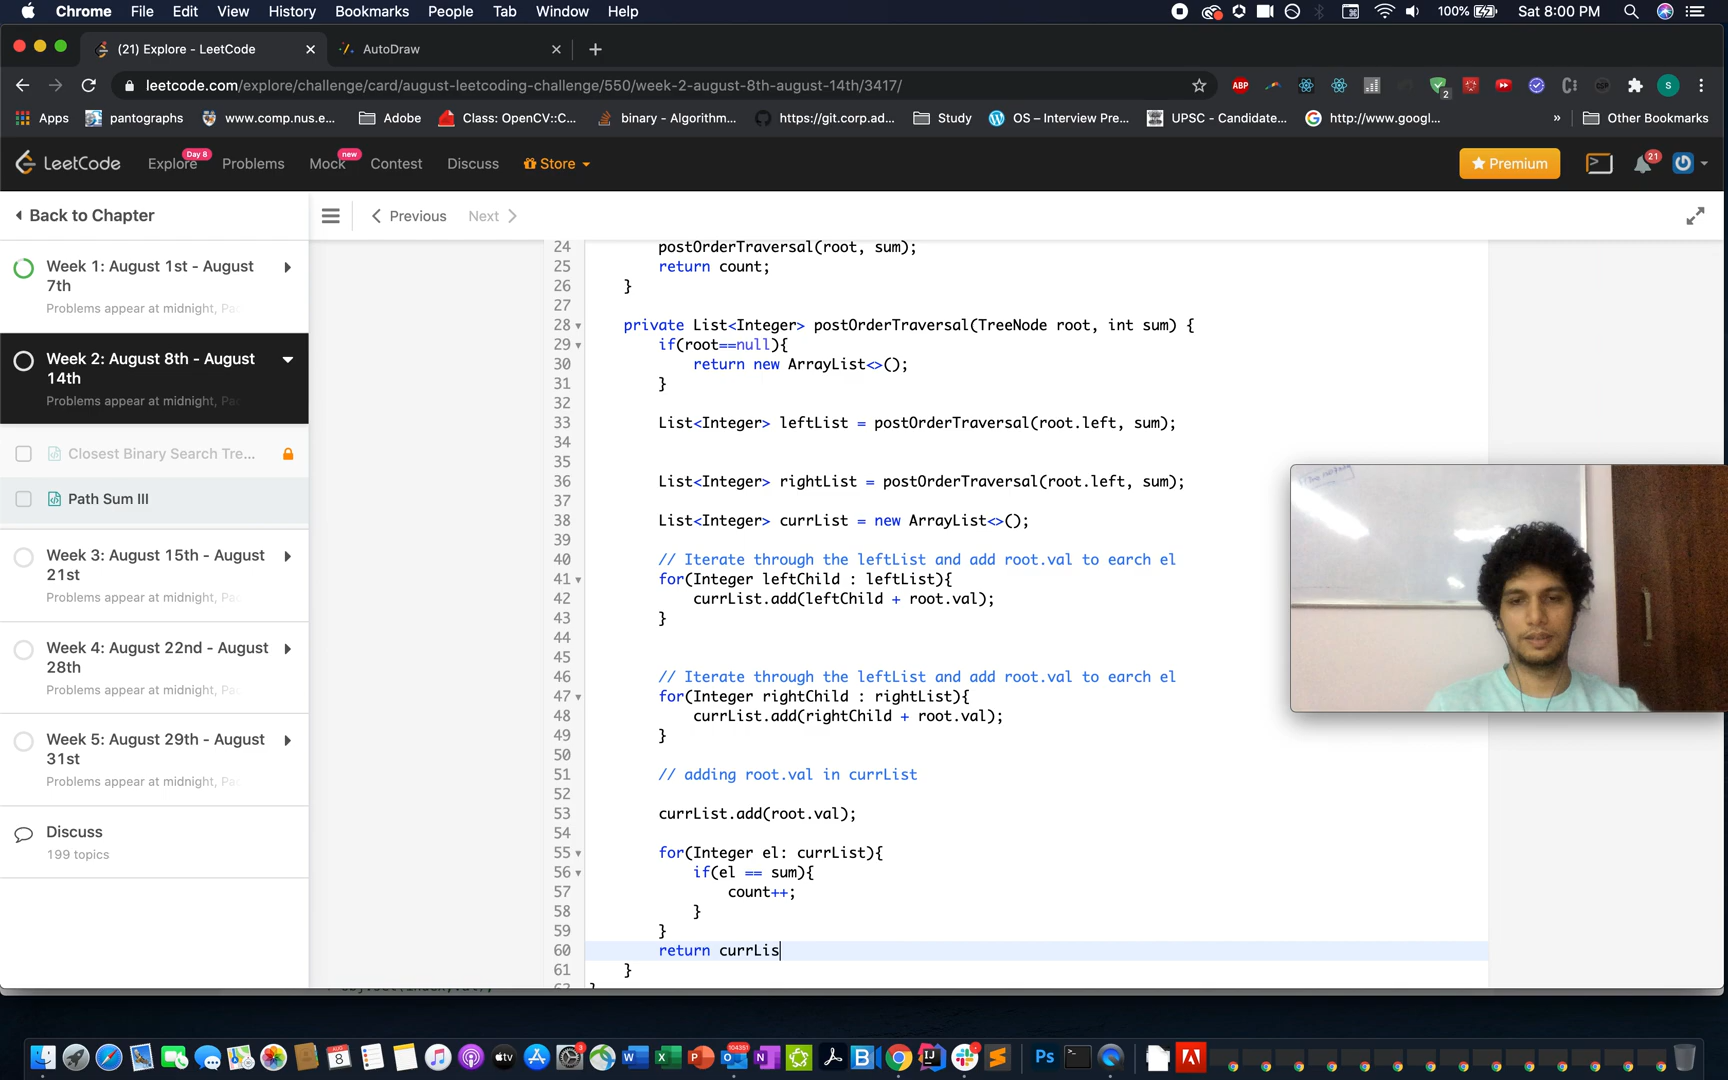 Chrome File Edit View History Bookmarks People Tab Window Help 100% Sat 8:00 PM
(21) Explore - LeetCode AutoDraw
leetcode.com/explore/challenge/card/august-leetcoding-challenge/550/week-2-august-8th-august-14th/3417/
Apps pantographs www.comp.nus.e... Adobe Class: OpenCV::C... binary - Algorithm... https://git.corp.ad... Study OS – Interview Pre... UPSC - Candidate... http://www.googl... » Other Bookmarks
LeetCode Explore Day 8 Problems Mock new Contest Discuss Store Premium 21
Back to Chapter Previous Next
Week 1: August 1st - August
7th
Problems appear at midnight, Pa
Week 2: August 8th - August
14th
Problems appear at midnight, Pa
Closest Binary Search Tre...
Path Sum III
Week 3: August 15th - August
21st
Problems appear at midnight, Pa
Week 4: August 22nd - August
28th
Problems appear at midnight, Pa
Week 5: August 29th - August
31st
Problems appear at midnight, Pa
Discuss
199 topics
24 postOrderTraversal(root, sum);
25 return count;
26 }
27
28 private List<Integer> postOrderTraversal(TreeNode root, int sum) {
29 if(root==null){
30 return new ArrayList<>();
31 }
32
33 List<Integer> leftList = postOrderTraversal(root.left, sum);
34
35
36 List<Integer> rightList = postOrderTraversal(root.left, sum);
37
38 List<Integer> currList = new ArrayList<>();
39
40 // Iterate through the leftList and add root.val to earch el
41 for(Integer leftChild : leftList){
42 currList.add(leftChild + root.val);
43 }
44
45
46 // Iterate through the leftList and add root.val to earch el
47 for(Integer rightChild : rightList){
48 currList.add(rightChild + root.val);
49 }
50
51 // adding root.val in currList
52
53 currList.add(root.val);
54
55 for(Integer el: currList){
56 if(el == sum){
57 count++;
58 }
59 }
60 return currLis
61 }